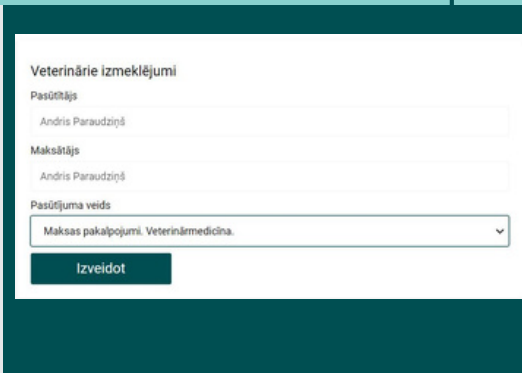 Veterinārie izmeklējumi
Pasūtītājs
Andris Paraudziņš
Maksātājs
Andris Paraudziņš
Pasūtījuma veids
Maksas pakalpojumi. Veterinārmedicīna.
Izveidot